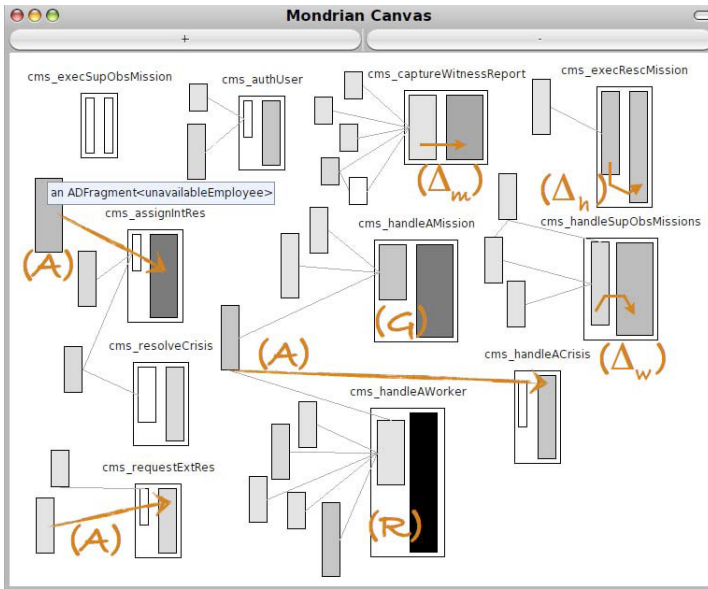 Mondrian Canvas
+
-
cms_execSupObsMission
cms_authUser
cms_captureWitnessReport
cms_execRescMission
(Δm)
(Δh)
an ADFragment<unavailableEmployee>
cms_assignIntRes
cms_handleAMission
cms_handleSupObsMissions
(A)
(G)
cms_resolveCrisis
(A)
cms_handleACrisis
(Δw)
cms_handleAWorker
cms_requestExtRes
(A)
(R)